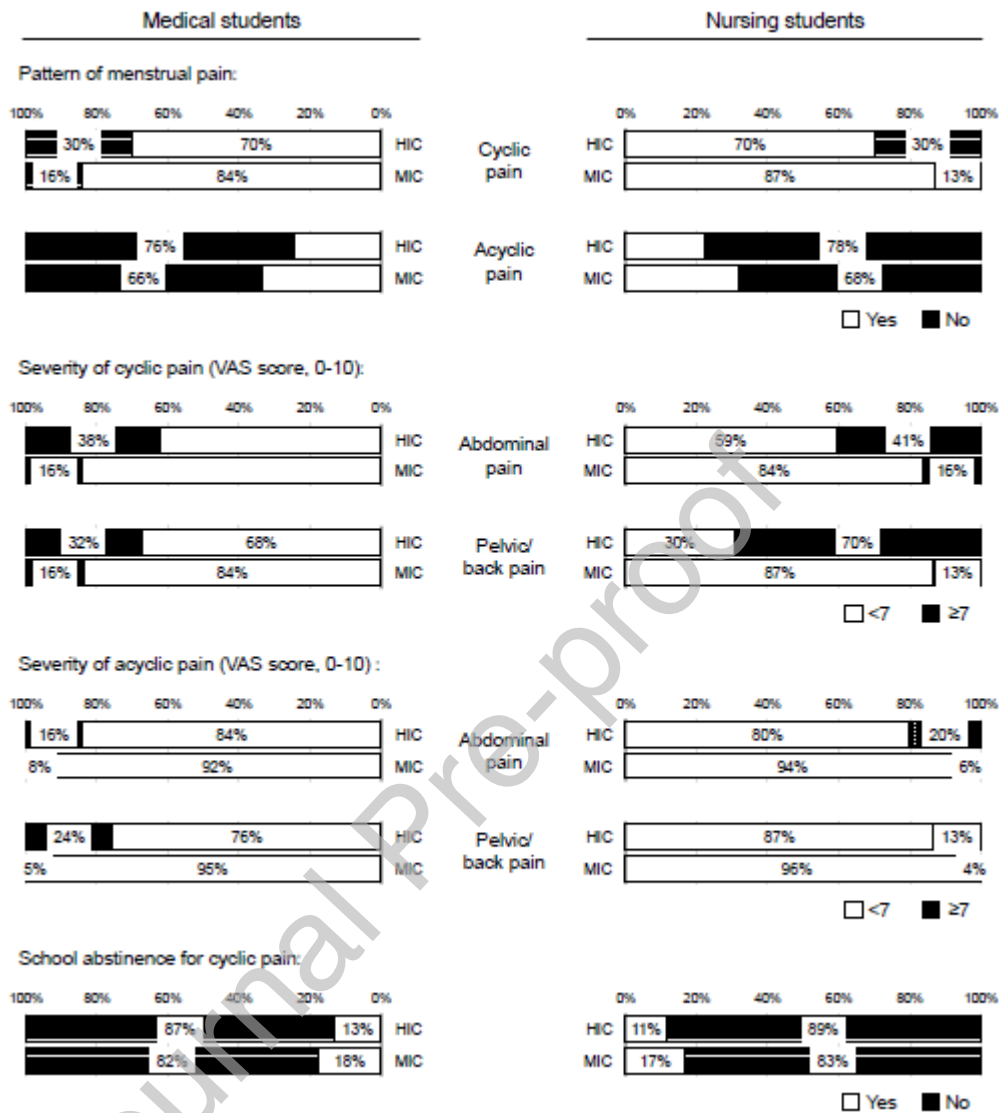 Medical students Nursing students
Pattern of menstrual pain:
100% 80% 60% 40% 20% 0% 0% 20% 40% 60% 80% 100%
30% 70% HIC Cyclic HIC 70% 30%
16% 84% MIC pain MIC 87% 13%
76% HIC Acyclic HIC 78%
66% MIC pain MIC 68%
Yes No
Severity of cyclic pain (VAS score, 0-10):
100% 80% 60% 40% 20% 0% 0% 20% 40% 60% 80% 100%
38% HIC Abdominal HIC 59% 41%
16% MIC pain MIC 84% 16%
32% 68% HIC Pelvic/ HIC 30% 70%
16% 84% MIC back pain MIC 87% 13%
<7 ≥7
Severity of acyclic pain (VAS score, 0-10) :
100% 80% 60% 40% 20% 0% 0% 20% 40% 60% 80% 100%
16% 84% HIC Abdominal HIC 80% 20%
8% 92% MIC pain MIC 94% 6%
24% 76% HIC Pelvic/ HIC 87% 13%
5% 95% MIC back pain MIC 96% 4%
<7 ≥7
School abstinence for cyclic pain:
100% 80% 60% 40% 20% 0% 0% 20% 40% 60% 80% 100%
87% 13% HIC HIC 11% 89%
82% 18% MIC MIC 17% 83%
Yes No
urnal Pre-proof